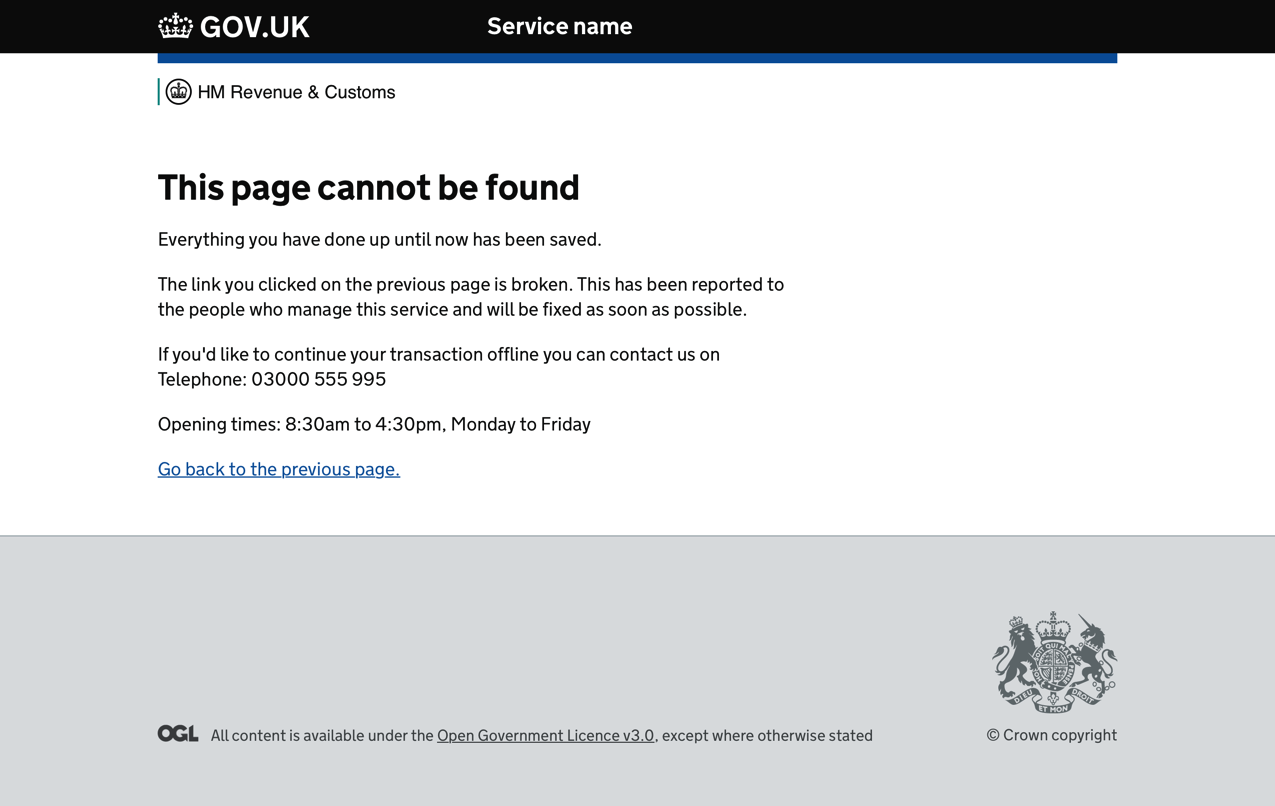 GOV.UK Service name
HM Revenue & Customs
This page cannot be found
Everything you have done up until now has been saved.
The link you clicked on the previous page is broken. This has been reported to
the people who manage this service and will be fixed as soon as possible.
If you'd like to continue your transaction offline you can contact us on
Telephone: 03000 555 995
Opening times: 8:30am to 4:30pm, Monday to Friday
Go back to the previous page.
DIEU ET MON DROIT
OGL All content is available under the Open Government Licence v3.0, except where otherwise stated
© Crown copyright